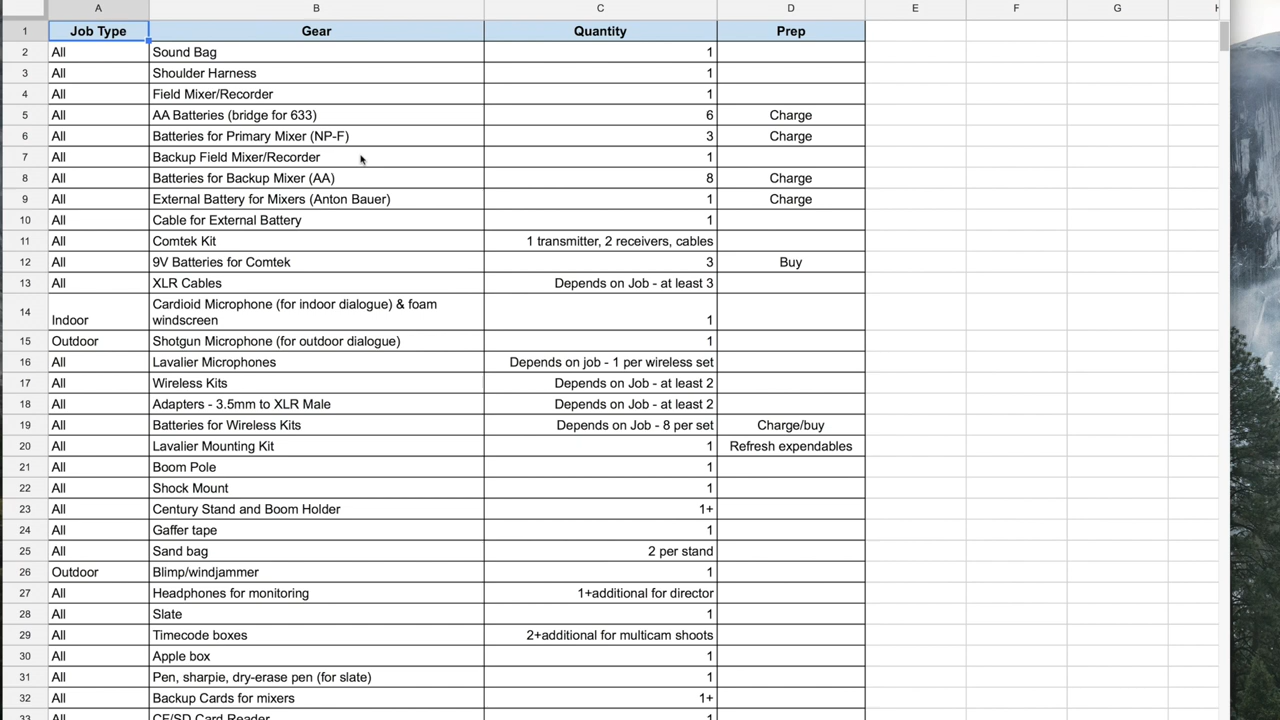 A B C D E F G H
1 Job Type Gear Quantity Prep
2 All Sound Bag 1
3 All Shoulder Harness 1
4 All Field Mixer/Recorder 1
5 All AA Batteries (bridge for 633) 6 Charge
6 All Batteries for Primary Mixer (NP-F) 3 Charge
7 All Backup Field Mixer/Recorder 1
8 All Batteries for Backup Mixer (AA) 8 Charge
9 All External Battery for Mixers (Anton Bauer) 1 Charge
10 All Cable for External Battery 1
11 All Comtek Kit 1 transmitter, 2 receivers, cables
12 All 9V Batteries for Comtek 3 Buy
13 All XLR Cables Depends on Job - at least 3
Cardioid Microphone (for indoor dialogue) & foam
14 Indoor windscreen 1
15 Outdoor Shotgun Microphone (for outdoor dialogue) 1
16 All Lavalier Microphones Depends on job - 1 per wireless set
17 All Wireless Kits Depends on Job - at least 2
18 All Adapters - 3.5mm to XLR Male Depends on Job - at least 2
19 All Batteries for Wireless Kits Depends on Job - 8 per set Charge/buy
20 All Lavalier Mounting Kit 1 Refresh expendables
21 All Boom Pole 1
22 All Shock Mount 1
23 All Century Stand and Boom Holder 1+
24 All Gaffer tape 1
25 All Sand bag 2 per stand
26 Outdoor Blimp/windjammer 1
27 All Headphones for monitoring 1+additional for director
28 All Slate 1
29 All Timecode boxes 2+additional for multicam shoots
30 All Apple box 1
31 All Pen, sharpie, dry-erase pen (for slate) 1
32 All Backup Cards for mixers 1+
33 All CF/SD Card Reader 1